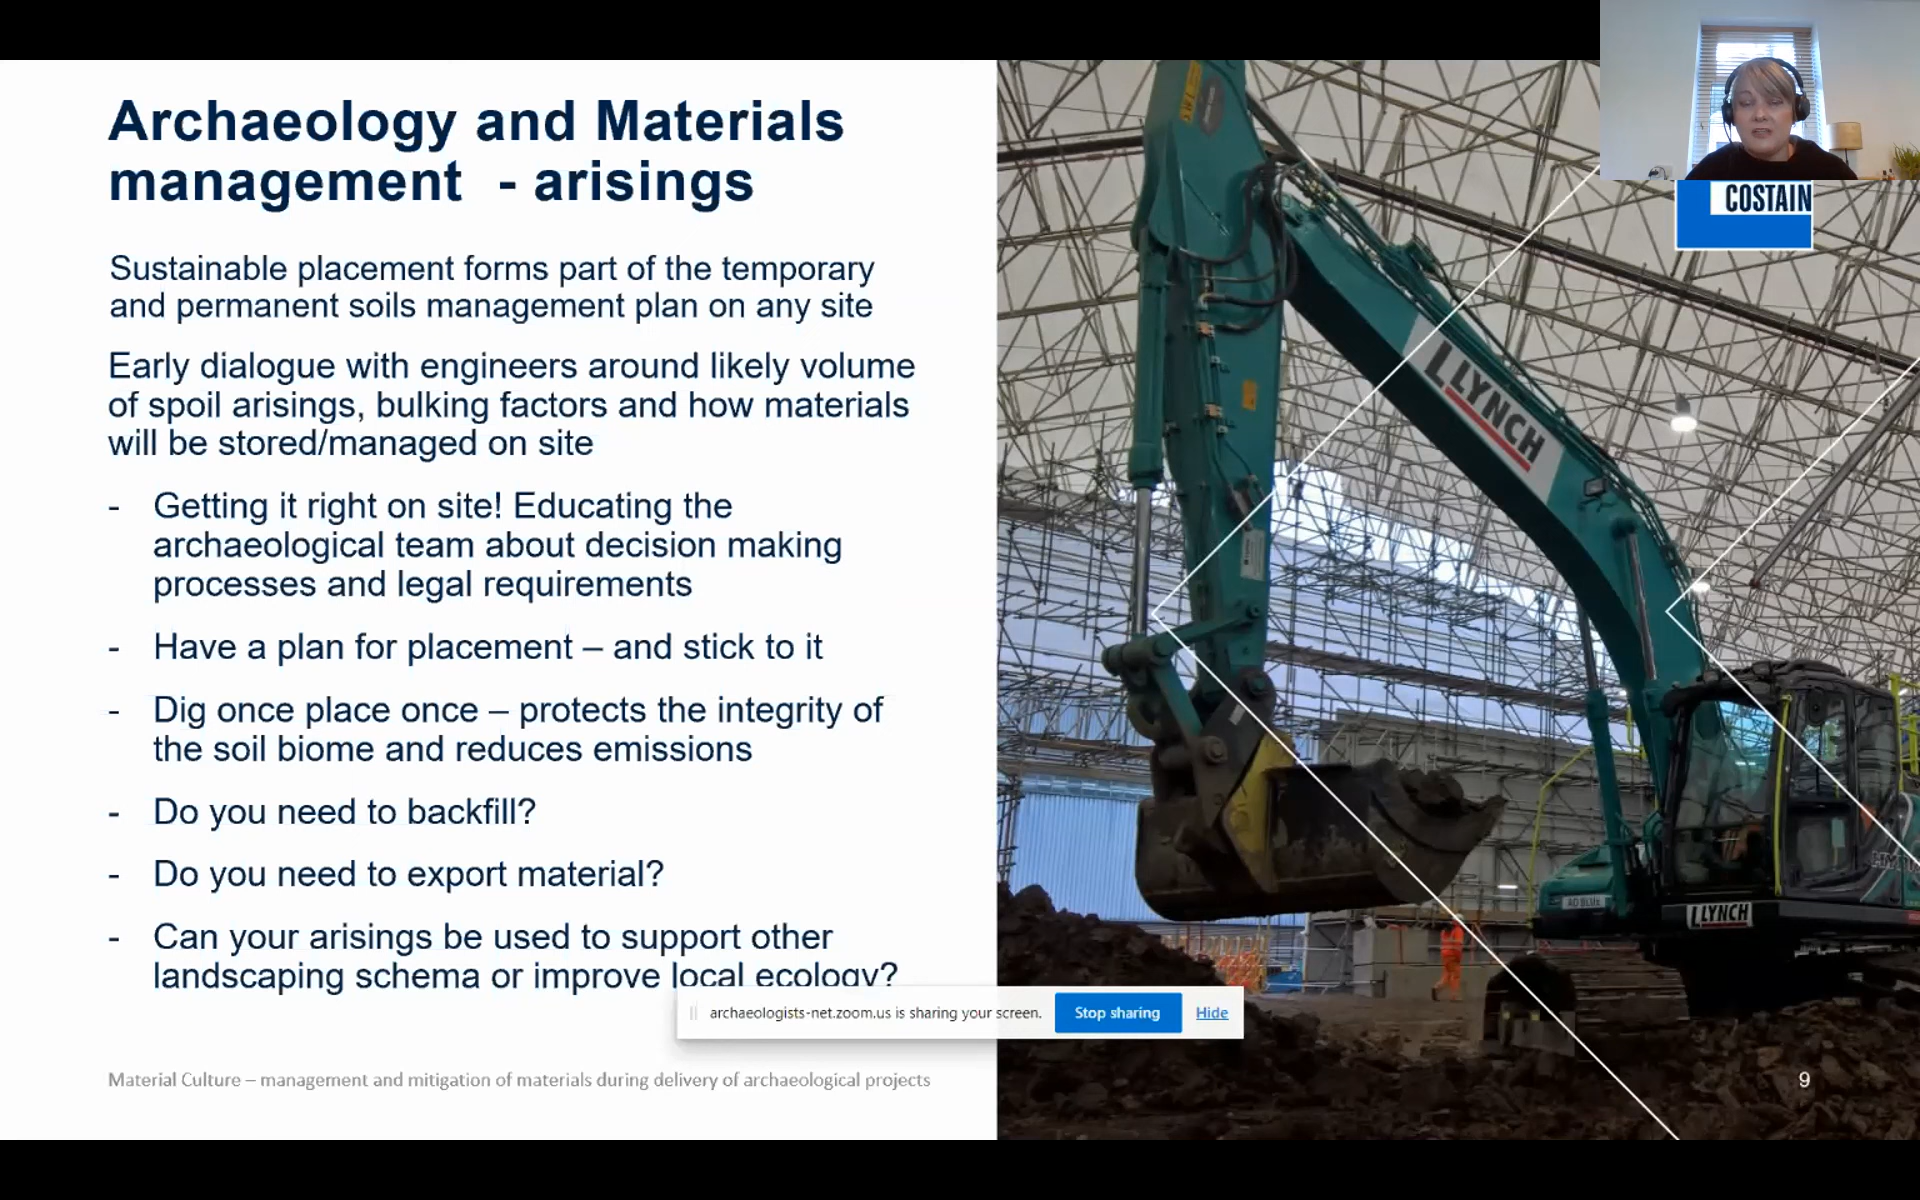 Archaeology and Materials
management - arisings
COSTAIN
Sustainable placement forms part of the temporary
and permanent soils management plan on any site
Early dialogue with engineers around likely volume
of spoil arisings, bulking factors and how materials
will be stored/managed on site
- Getting it right on site! Educating the
archaeological team about decision making
processes and legal requirements
- Have a plan for placement – and stick to it
- Dig once place once – protects the integrity of
the soil biome and reduces emissions
- Do you need to backfill?
- Do you need to export material?
- Can your arisings be used to support other
landscaping schema or improve local ecology?
LLYNCH
AD BLUE
LLYNCH
archaeologists-net.zoom.us is sharing your screen.
Stop sharing
Hide
Material Culture – management and mitigation of materials during delivery of archaeological projects
9